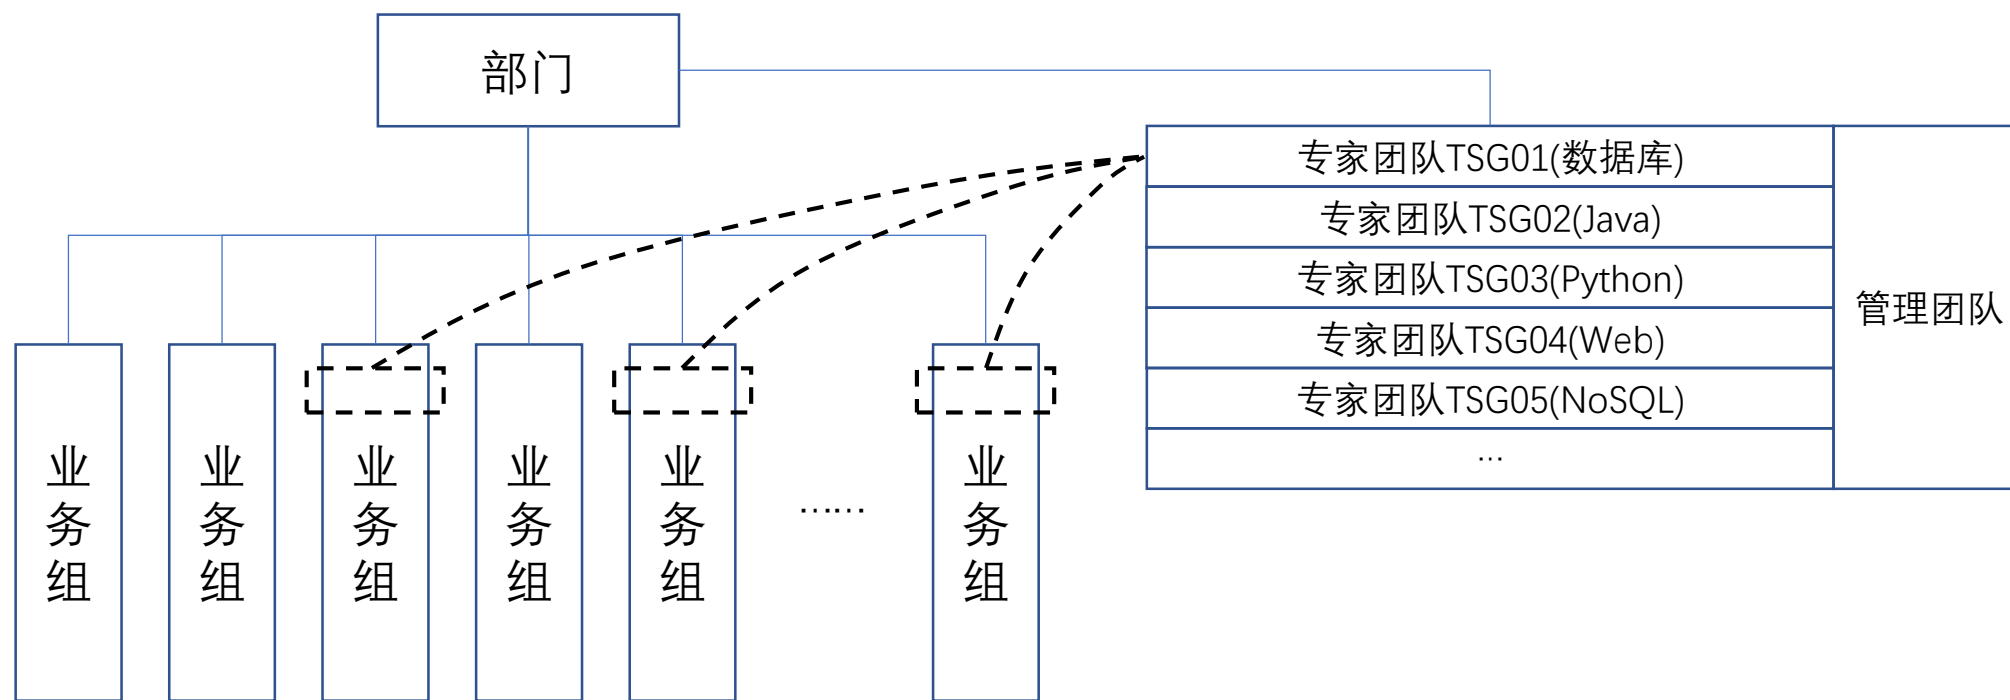 部门
专家团队TSG01(数据库)
专家团队TSG02(Java)
专家团队TSG03(Python)
专家团队TSG04(Web)
专家团队TSG05(NoSQL)
...
管理团队
业务组
业务组
业务组
业务组
业务组
……
业务组